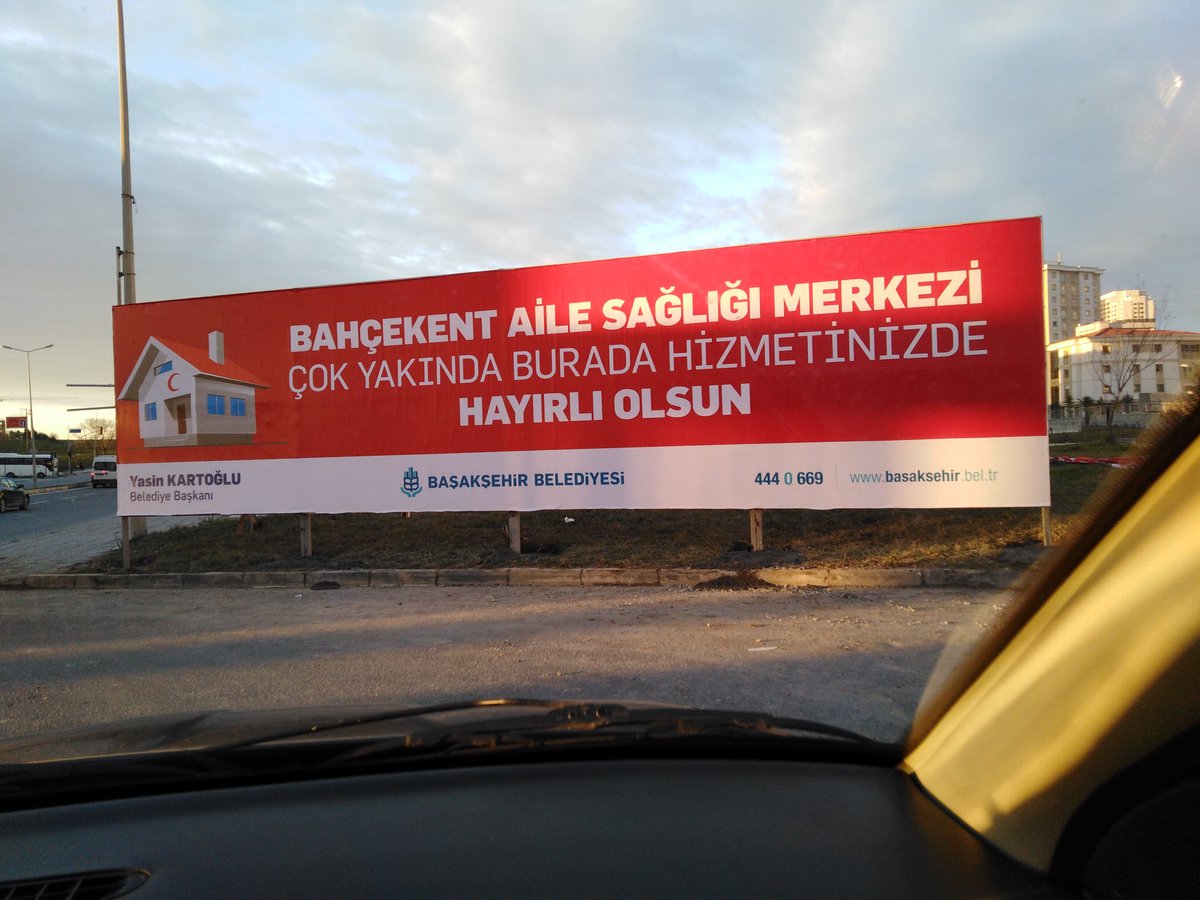 BAHÇEKENT AİLE SAĞLIĞI MERKEZİ
ÇOK YAKINDA BURADA HİZMETİNİZDE
HAYIRLI OLSUN
Yasin KARTOĞLU
Belediye Başkanı
BAŞAKŞEHİR BELEDİYESİ
444 0 669
www.basaksehir.bel.tr